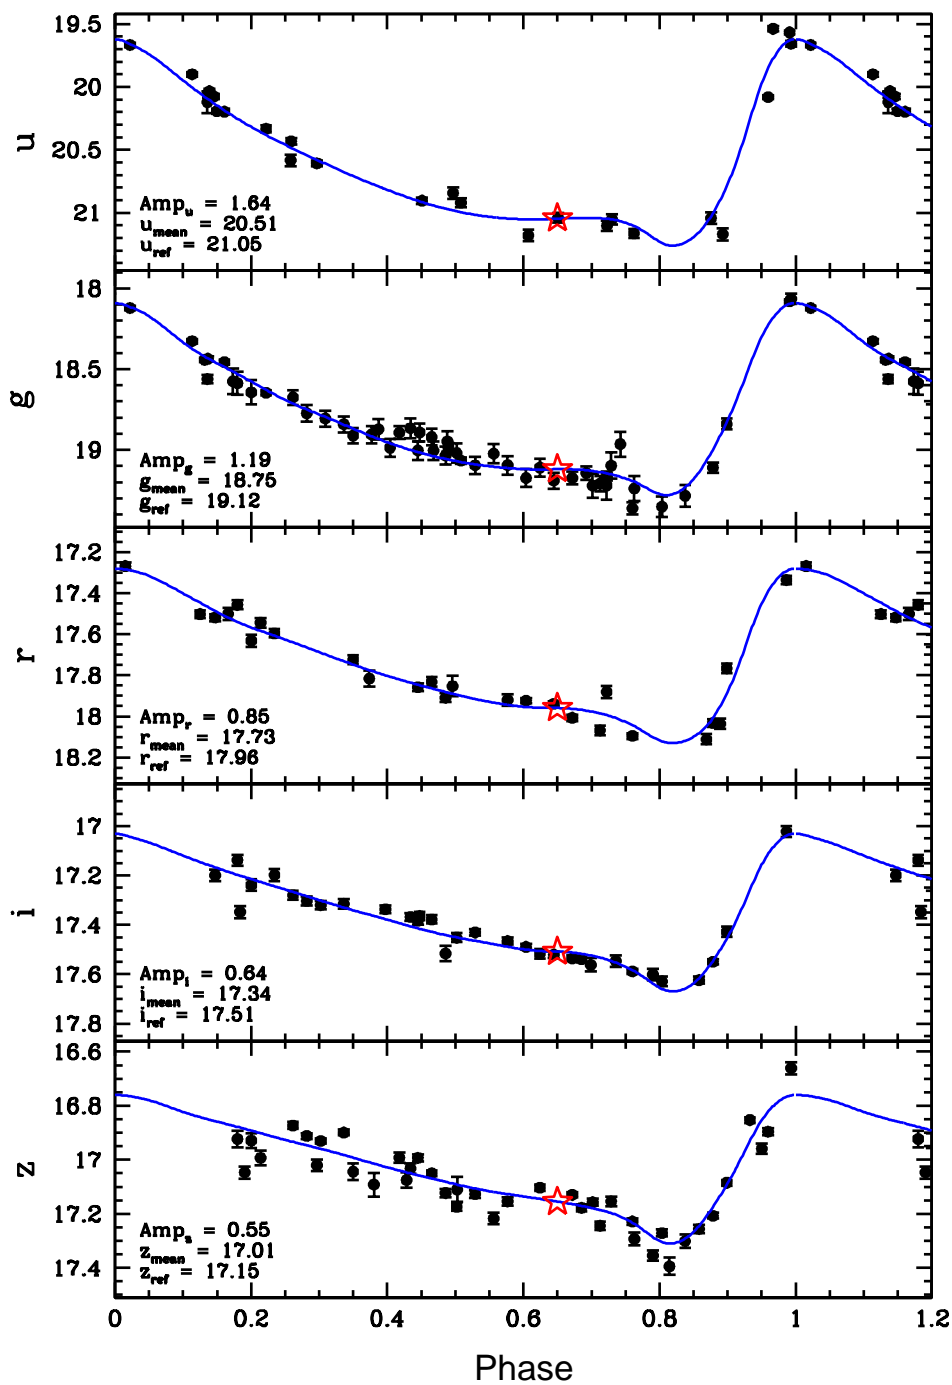 19.5
20
20.5
21
u
Amp_u = 1.64
u_mean = 20.51
u_ref = 21.05
18
18.5
19
g
Amp_g = 1.19
g_mean = 18.75
g_ref = 19.12
17.2
17.4
17.6
17.8
18
18.2
r
Amp_r = 0.85
r_mean = 17.73
r_ref = 17.96
17
17.2
17.4
17.6
17.8
i
Amp_i = 0.64
i_mean = 17.34
i_ref = 17.51
16.6
16.8
17
17.2
17.4
z
Amp_z = 0.55
z_mean = 17.01
z_ref = 17.15
0 0.2 0.4 0.6 0.8 1 1.2
Phase